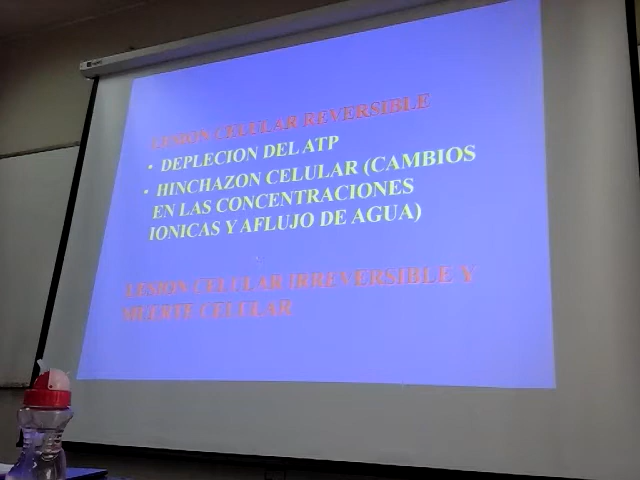 LESION CELULAR REVERSIBLE
• DEPLECION DEL ATP
• HINCHAZON CELULAR (CAMBIOS
EN LAS CONCENTRACIONES
IONICAS Y AFLUJO DE AGUA)
LESION CELULAR IRREVERSIBLE Y
MUERTE CELULAR